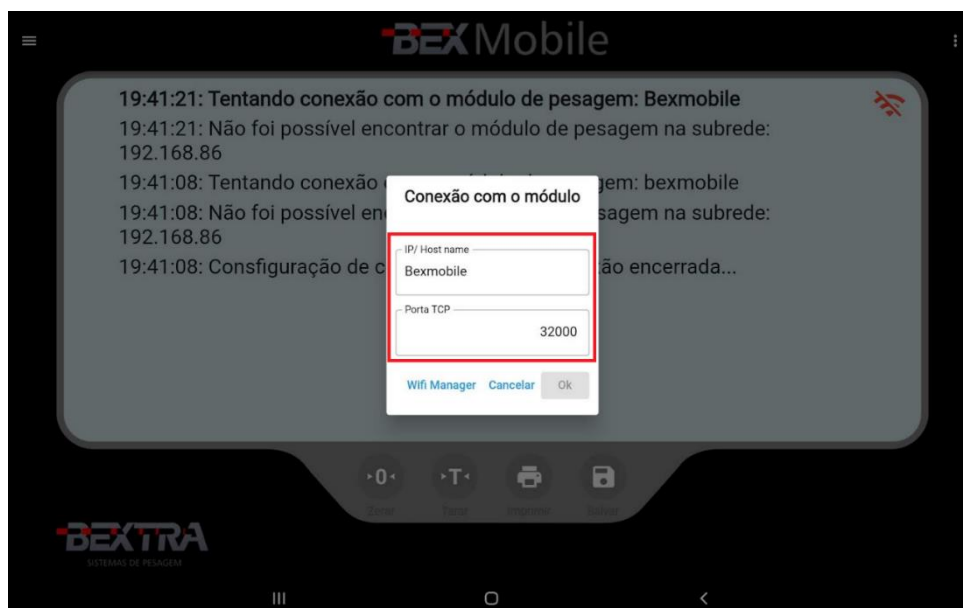 BEX Mobile
19:41:21: Tentando conexão com o módulo de pesagem: Bexmobile
19:41:21: Não foi possível encontrar o módulo de pesagem na subrede:
192.168.86
19:41:08: Tentando conexão gem: bexmobile
19:41:08: Não foi possível en sagem na subrede:
192.168.86
19:41:08: Consfiguração de c ão encerrada...
Conexão com o módulo
IP/ Host name
Bexmobile
Porta TCP
32000
Wifi Manager Cancelar Ok
0 T
Zerar Tarar Imprimir Salvar
BEXTRA
SISTEMAS DE PESAGEM